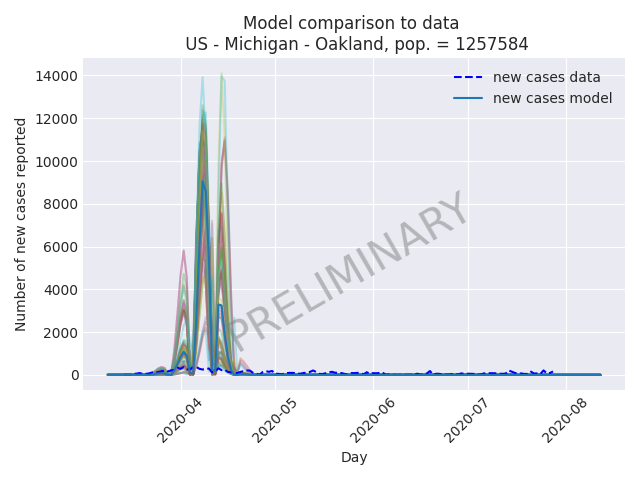 Model comparison to data
US - Michigan - Oakland, pop. = 1257584
new cases data
new cases model
14000
12000
10000
8000
6000
4000
2000
0
Number of new cases reported
PRELIMINARY
2020-04
2020-05
2020-06
2020-07
2020-08
Day